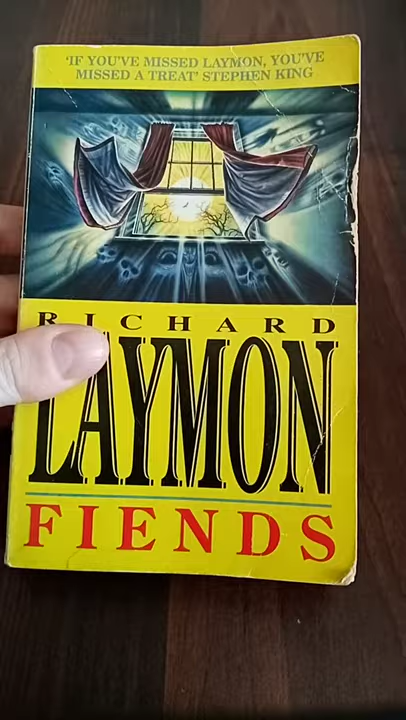 'IF YOU'VE MISSED LAYMON, YOU'VE
MISSED A TREAT' STEPHEN KING
RICHARD
LAYMON
FIENDS